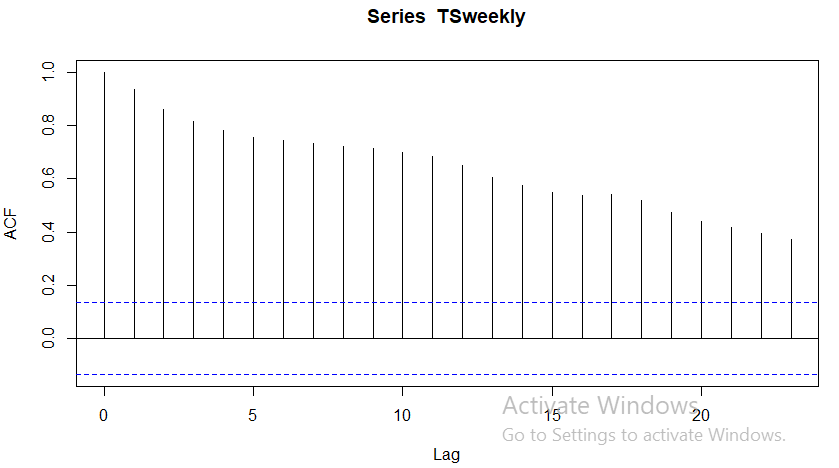 Series TSweekly
ACF
1.0
0.8
0.6
0.4
0.2
0.0
0 5 10 15 20
Lag
Activate Windows
Go to Settings to activate Windows.